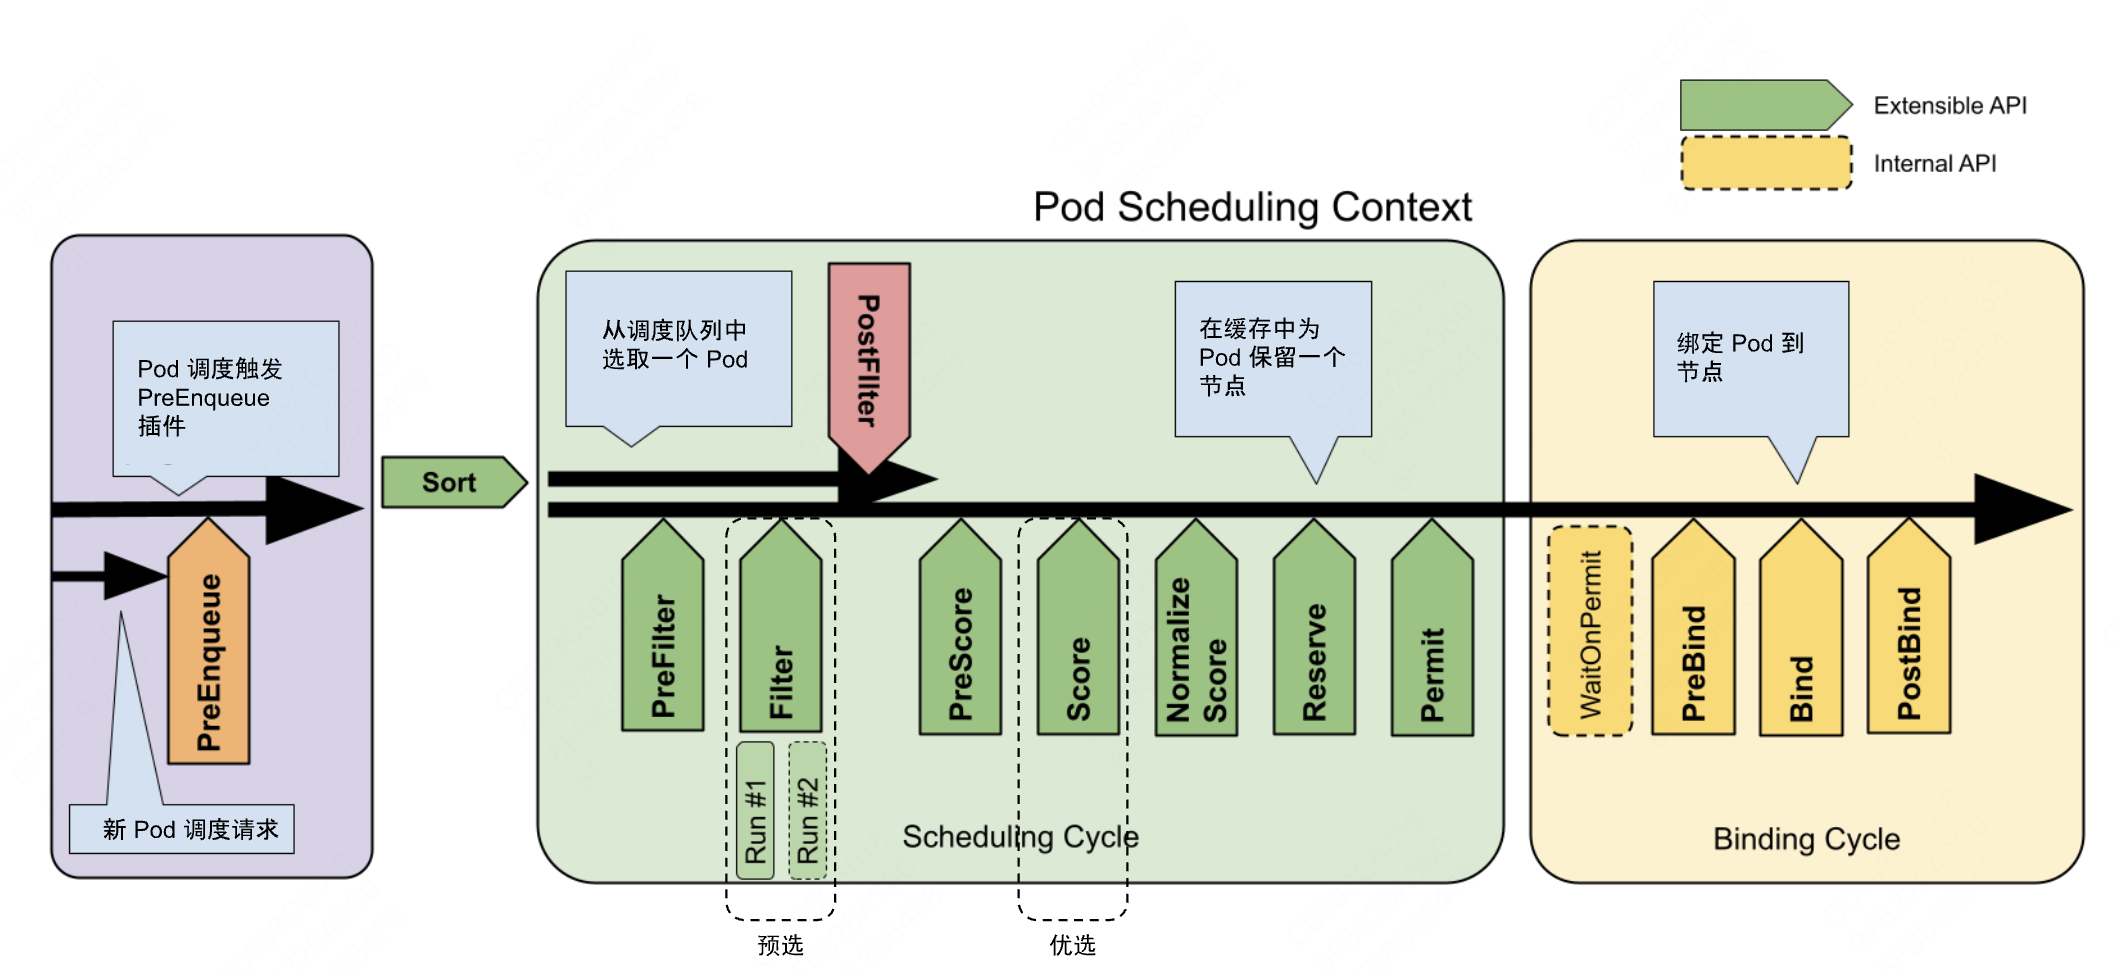 Extensible API
Internal API
Pod Scheduling Context
Pod 调度触发
PreEnqueue
插件
Sort
从调度队列中
选取一个 Pod
PostFIlter
在缓存中为
Pod 保留一个
节点
绑定 Pod 到
节点
PreEnqueue
新 Pod 调度请求
PreFilter
Filter
Run #1
Run #2
PreScore
Score
Normalize
Score
Reserve
Permit
WaitOnPermit
PreBind
Bind
PostBind
Scheduling Cycle
Binding Cycle
预选
优选